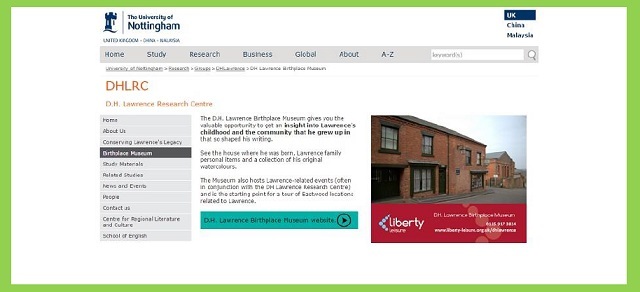 The University of
Nottingham
UNITED KINGDOM • CHINA • MALAYSIA
UK
China
Malaysia
Home Study Research Business Global About A-Z
keyword(s)
University of Nottingham > Research > Groups > DHLawrence > DH Lawrence Birthplace Museum
DHLRC
D.H. Lawrence Research Centre
Home
About Us
Conserving Lawrence's Legacy
Birthplace Museum
Study Materials
Related Studies
News and Events
People
Contact us
Centre for Regional Literature
and Culture
School of English
The D.H. Lawrence Birthplace Museum gives you the
valuable opportunity to get an insight into Lawrence's
childhood and the community that he grew up in
that so shaped his writing.
See the house where he was born, Lawrence family
personal items and a collection of his original
watercolours.
The Museum also hosts Lawrence-related events (often
in conjunction with the DH Lawrence Research Centre)
and is the starting point for a tour of Eastwood locations
related to Lawrence.
D.H. Lawrence Birthplace Museum website
liberty
leisure
D.H. Lawrence Birthplace Museum
0115 917 3824
www.liberty-leisure.org.uk/dhlawrence